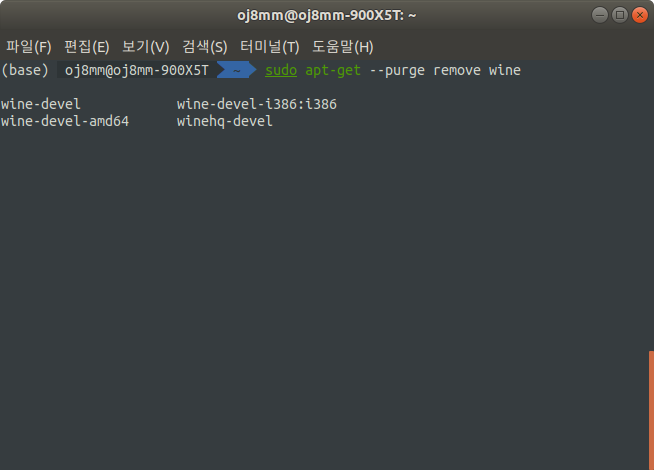 oj8mm@oj8mm-900X5T: ~
파일(F) 편집(E) 보기(V) 검색(S) 터미널(T) 도움말(H)
(base) oj8mm@oj8mm-900X5T ~ sudo apt-get --purge remove wine
wine-devel wine-devel-i386:i386
wine-devel-amd64 winehq-devel